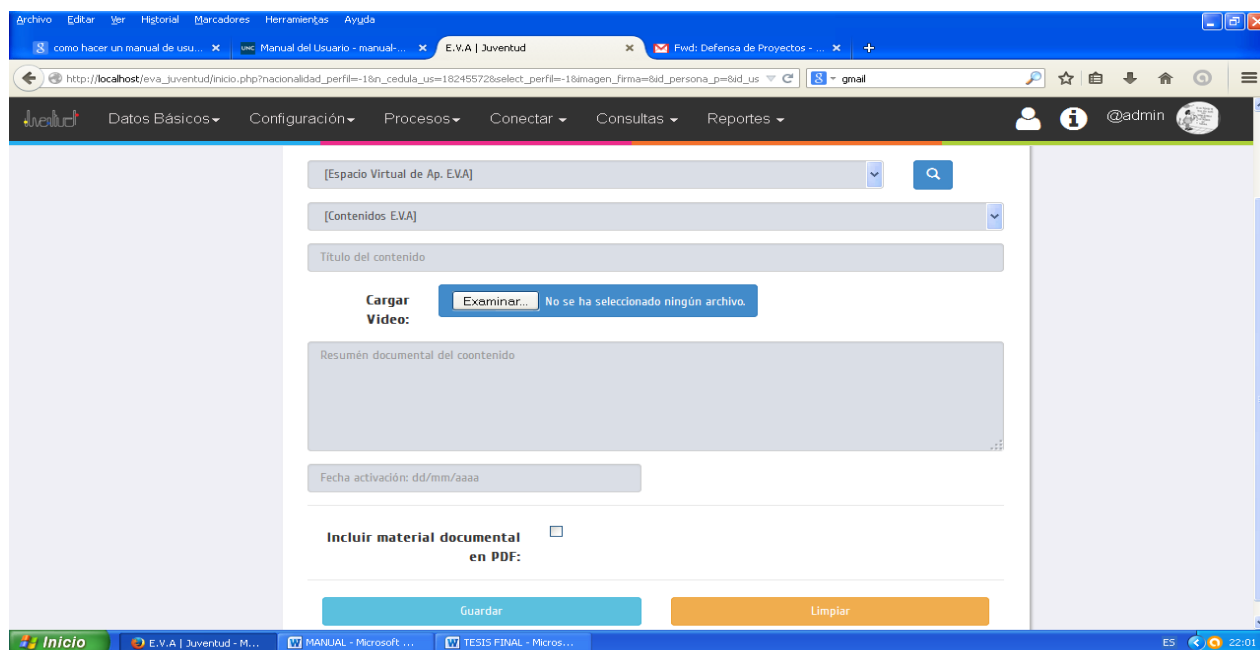 Archivo Editar Ver Historial Marcadores Herramientas Ayuda
como hacer un manual de usu... Manual del Usuario - manual-... E.V.A | Juventud Fwd: Defensa de Proyectos - ...
http://localhost/eva_juventud/inicio.php?nacionalidad_perfil=-1&n_cedula_us=18245572&select_perfil=-1&imagen_firma=&id_persona_p=&id_us gmail
Juventud Datos Básicos Configuración Procesos Conectar Consultas Reportes @admin
[Espacio Virtual de Ap. E.V.A]
[Contenidos E.V.A]
Título del contenido
Cargar
Video:
Examinar... No se ha seleccionado ningún archivo.
Resumén documental del coontenido
Fecha activación: dd/mm/aaaa
Incluir material documental
en PDF:
Guardar Limpiar
Inicio E.V.A | Juventud - M... MANUAL - Microsoft ... TESIS FINAL - Micros... ES 22:01